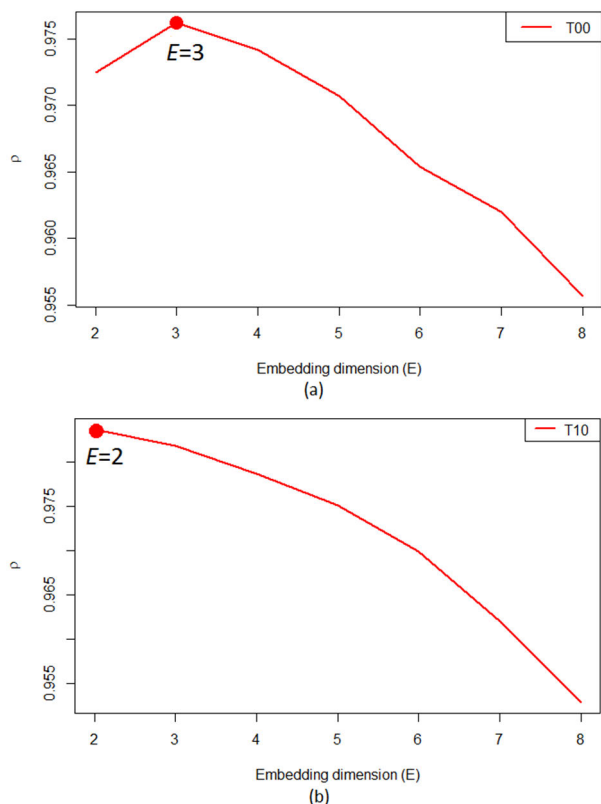 T00
E=3
0.975
0.970
0.965
0.960
0.955
ρ
2 3 4 5 6 7 8
Embedding dimension (E)
(a)
T10
E=2
0.975
0.965
0.955
ρ
2 3 4 5 6 7 8
Embedding dimension (E)
(b)